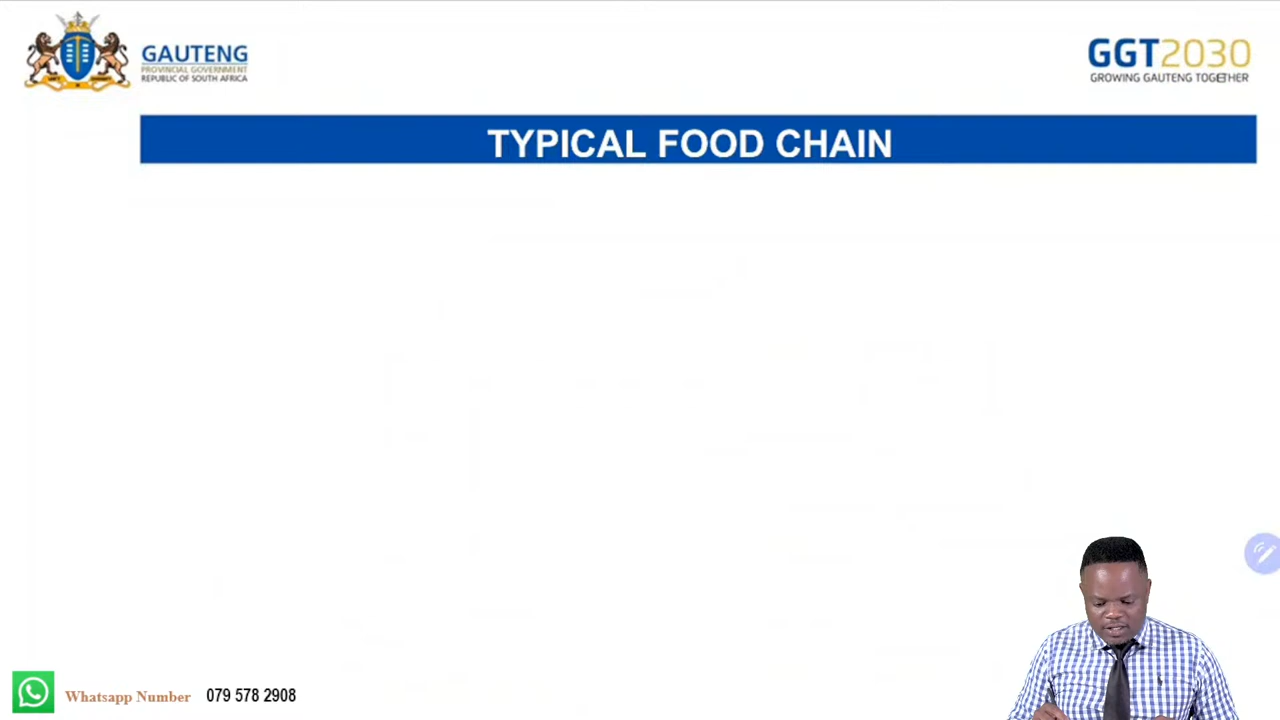 GAUTENG
PROVINCIAL GOVERNMENT
REPUBLIC OF SOUTH AFRICA
GGT2030
GROWING GAUTENG TOGETHER
TYPICAL FOOD CHAIN
Whatsapp Number 079 578 2908